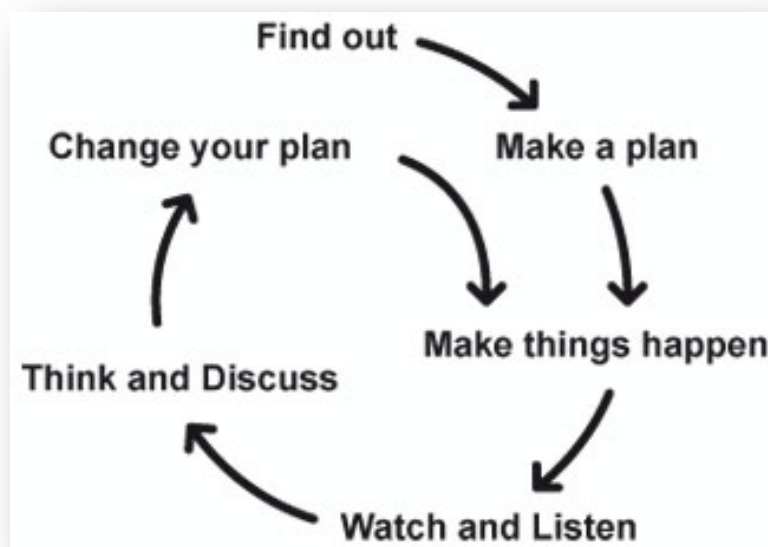 Find out
Make a plan
Change your plan
Make things happen
Think and Discuss
Watch and Listen